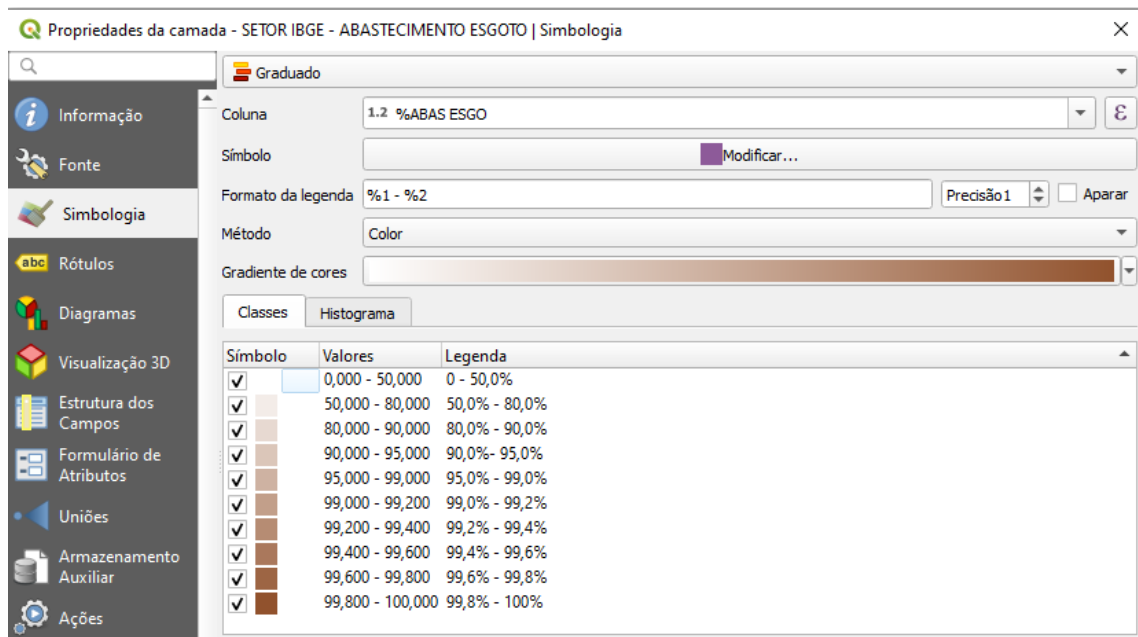 Propriedades da camada - SETOR IBGE - ABASTECIMENTO ESGOTO | Simbologia
Informação
Fonte
Simbologia
abc Rótulos
Diagramas
Visualização 3D
Estrutura dos
Campos
Formulário de
Atributos
Uniões
Armazenamento
Auxiliar
Ações
Graduado
Coluna 1.2 %ABAS ESGO ε
Símbolo Modificar...
Formato da legenda %1 - %2 Precisão1 Aparar
Método Color
Gradiente de cores
Classes Histograma
Símbolo Valores Legenda
0,000 - 50,000 0 - 50,0%
50,000 - 80,000 50,0% - 80,0%
80,000 - 90,000 80,0% - 90,0%
90,000 - 95,000 90,0%- 95,0%
95,000 - 99,000 95,0% - 99,0%
99,000 - 99,200 99,0% - 99,2%
99,200 - 99,400 99,2% - 99,4%
99,400 - 99,600 99,4% - 99,6%
99,600 - 99,800 99,6% - 99,8%
99,800 - 100,000 99,8% - 100%